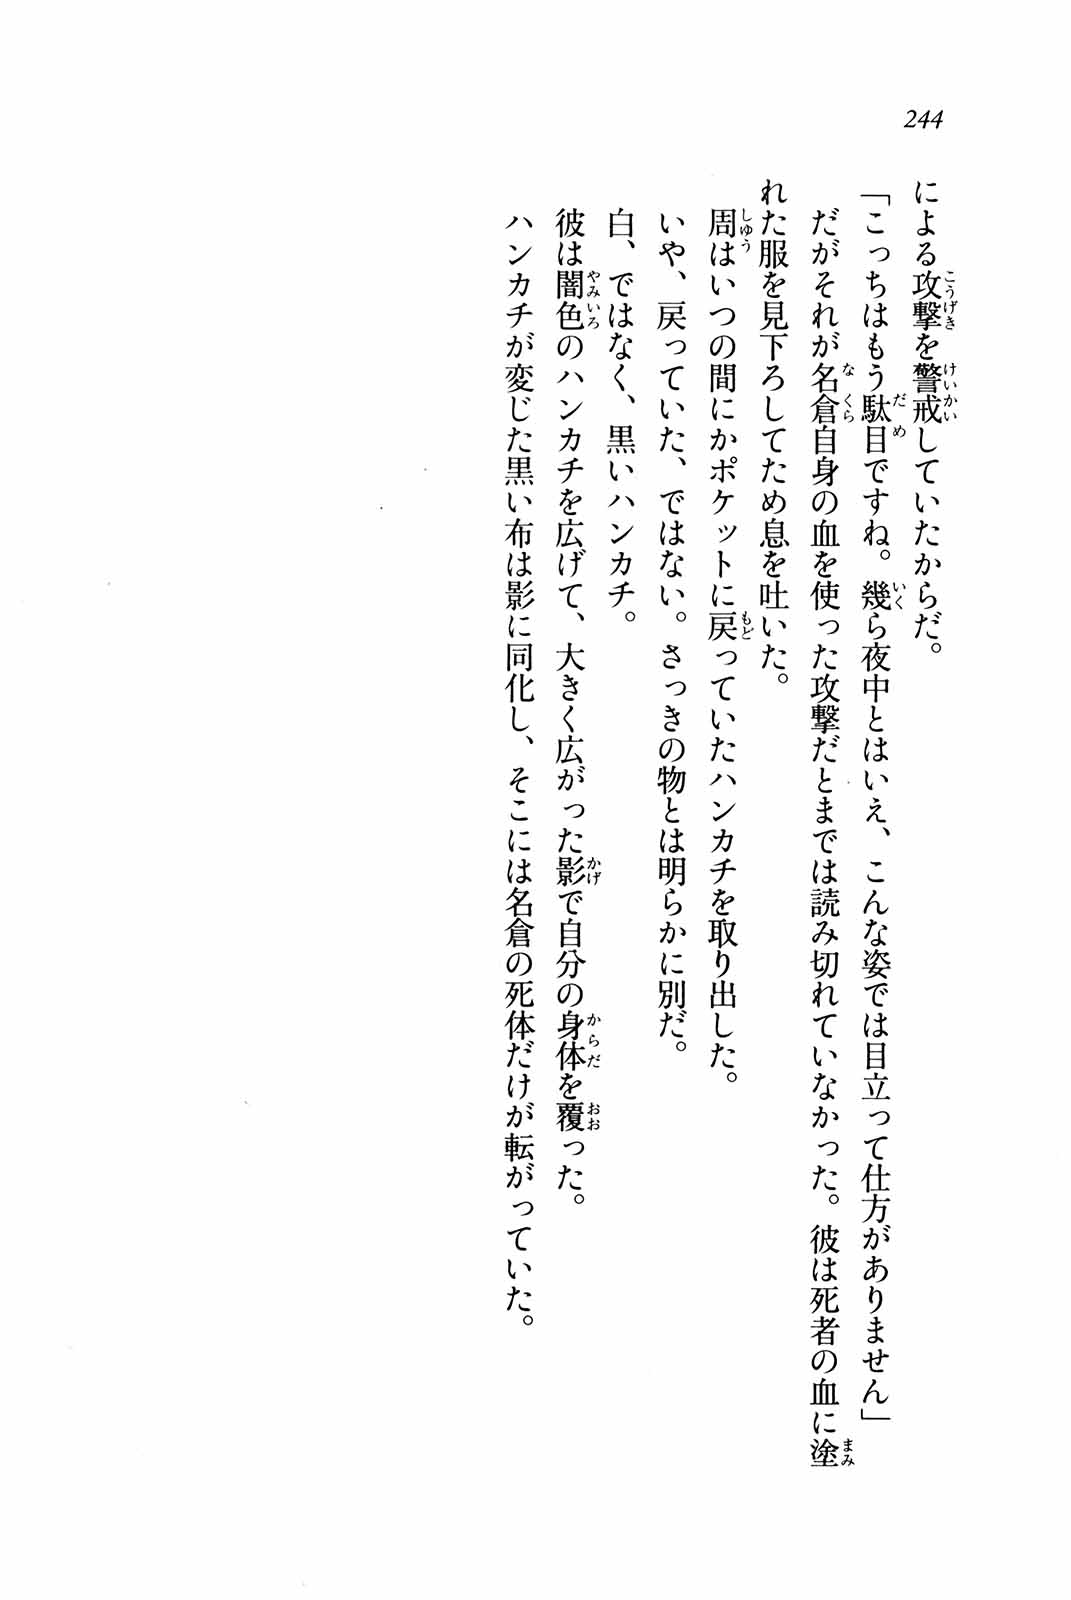 244
による攻撃を警戒していたからだ。
「こっちはもう駄目ですね。幾ら夜中とはいえ、こんな姿では目立って仕方がありません」
だがそれが名倉自身の血を使った攻撃だとまでは読み切れていなかった。彼は死者の血に塗
れた服を見下ろしてため息を吐いた。
周はいつの間にかポケットに戻っていたハンカチを取り出した。
いや、戻っていた、ではない。さっきの物とは明らかに別だ。
白、ではなく、黒いハンカチ。
彼は闇色のハンカチを広げて、大きく広がった影で自分の身体を覆った。
ハンカチが変じた黒い布は影に同化し、そこには名倉の死体だけが転がっていた。